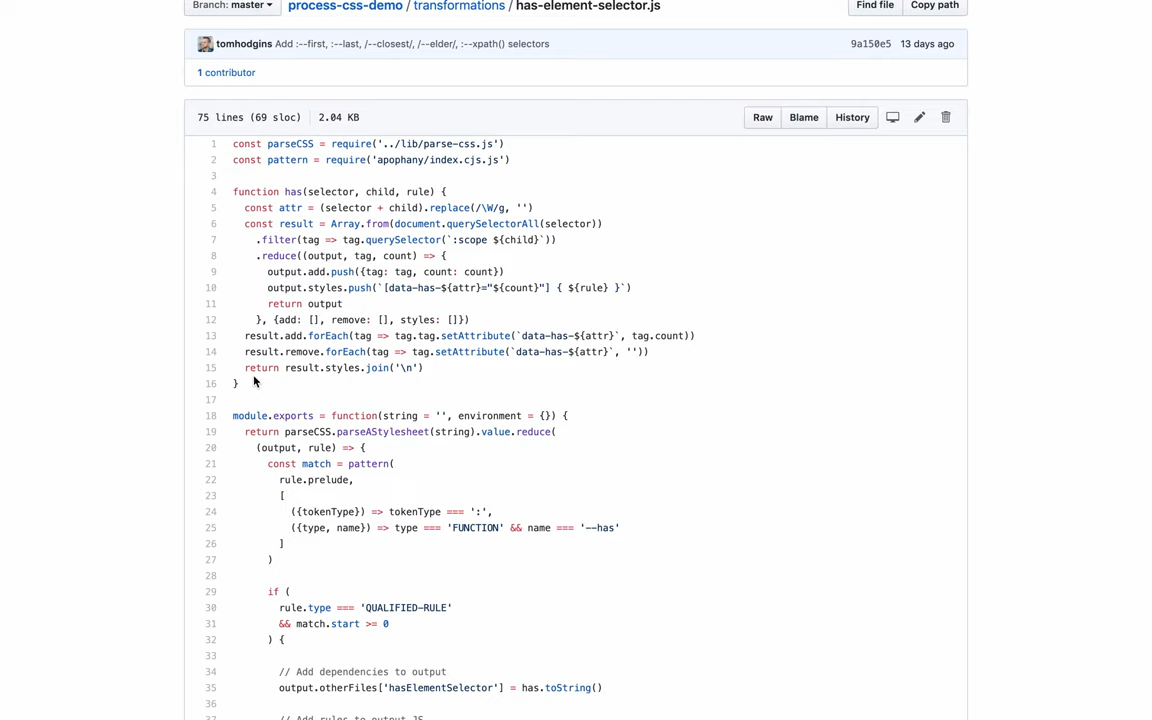 Branch: master process-css-demo / transformations / has-element-selector.js Find file Copy path
tomhodgins Add :--first, :--last, /--closest/, /--elder/, :--xpath() selectors 9a150e5 13 days ago
1 contributor
75 lines (69 sloc) 2.04 KB Raw Blame History
1 const parseCSS = require('../lib/parse-css.js')
2 const pattern = require('apophany/index.cjs.js')
3
4 function has(selector, child, rule) {
5 const attr = (selector + child).replace(/\W/g, '')
6 const result = Array.from(document.querySelectorAll(selector))
7 .filter(tag => tag.querySelector(`:scope ${child}`))
8 .reduce((output, tag, count) => {
9 output.add.push({tag: tag, count: count})
10 output.styles.push(`[data-has-${attr}="${count}"] { ${rule} }`)
11 return output
12 }, {add: [], remove: [], styles: []})
13 result.add.forEach(tag => tag.tag.setAttribute(`data-has-${attr}`, tag.count))
14 result.remove.forEach(tag => tag.setAttribute(`data-has-${attr}`, ''))
15 return result.styles.join('\n')
16 }
17
18 module.exports = function(string = '', environment = {}) {
19 return parseCSS.parseAStylesheet(string).value.reduce(
20 (output, rule) => {
21 const match = pattern(
22 rule.prelude,
23 [
24 ({tokenType}) => tokenType === ':',
25 ({type, name}) => type === 'FUNCTION' && name === '--has'
26 ]
27 )
28
29 if (
30 rule.type === 'QUALIFIED-RULE'
31 && match.start >= 0
32 ) {
33
34 // Add dependencies to output
35 output.otherFiles['hasElementSelector'] = has.toString()
36
37 // Add rules to output JS